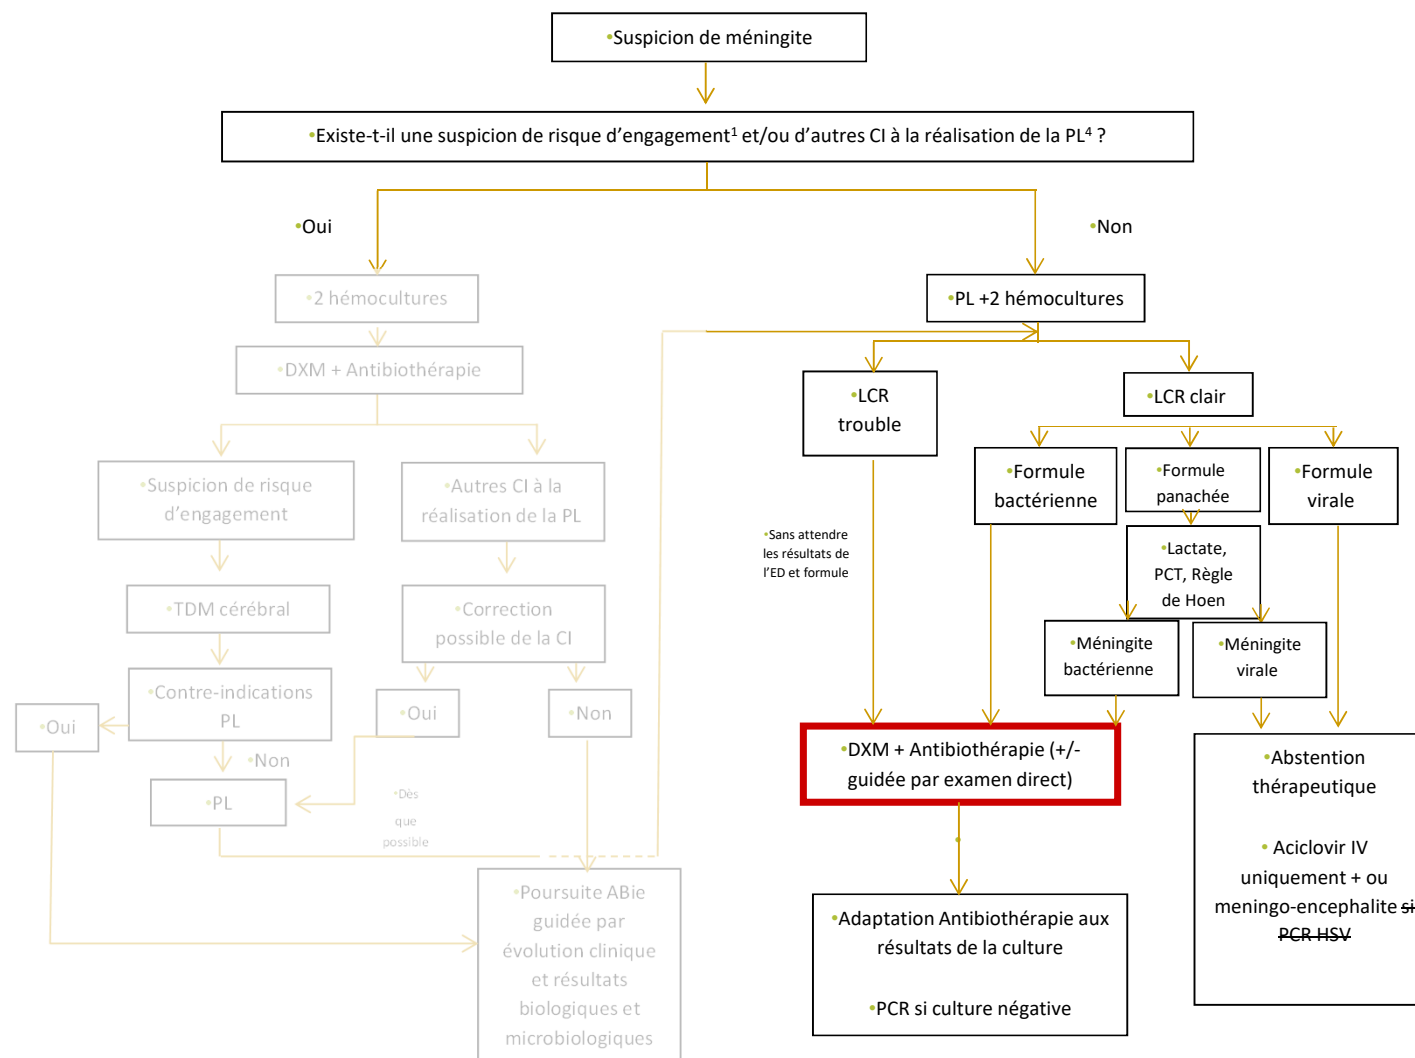 •Suspicion de méningite
•Existe-t-il une suspicion de risque d’engagement¹ et/ou d’autres CI à la réalisation de la PL⁴ ?
•Oui
•Non
•2 hémocultures
•PL +2 hémocultures
•DXM + Antibiothérapie
•LCR
trouble
•LCR clair
•Suspicion de risque
d’engagement
•Autres CI à la
réalisation de la PL
•Formule
bactérienne
•Formule
panachée
•Formule
virale
•Sans attendre
les résultats de
l’ED et formule
•Lactate,
PCT, Règle
de Hoen
•TDM cérébral
•Correction
possible de la CI
•Méningite
bactérienne
•Méningite
virale
•Contre-indications
PL
•Oui
•Oui
•Non
•Non
•PL
•Dès
que
possible
•DXM + Antibiothérapie (+/-
guidée par examen direct)
•Abstention
thérapeutique
• Aciclovir IV
uniquement + ou
meningo-encephalite si
PCR HSV
•Poursuite ABie
guidée par
évolution clinique
et résultats
biologiques et
microbiologiques
•Adaptation Antibiothérapie aux
résultats de la culture
•PCR si culture négative